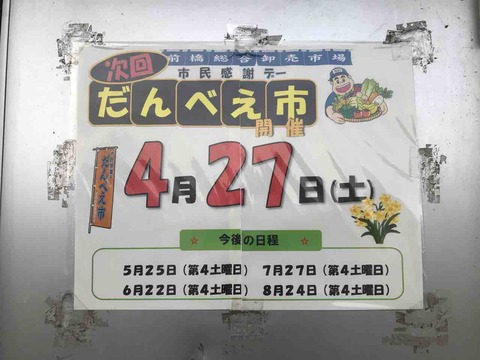 前橋総合卸売市場
次回
市民感謝デー
だんべえ市
開催
だんべえ市
4月27日(土)
☆ 今後の日程 ☆
5月25日(第4土曜日) 7月27日(第4土曜日)
6月22日(第4土曜日) 8月24日(第4土曜日)